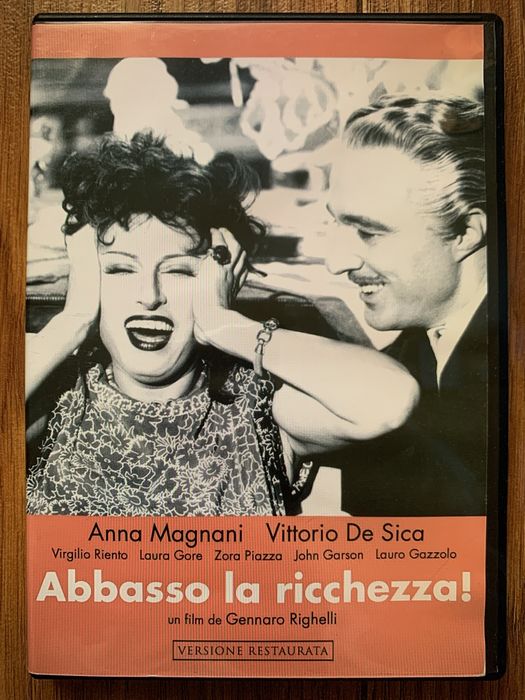 Anna Magnani Vittorio De Sica
Virgilio Riento Laura Gore Zora Piazza John Garson Lauro Gazzolo
Abbasso la ricchezza!
un film de Gennaro Righelli
VERSIONE RESTAURATA